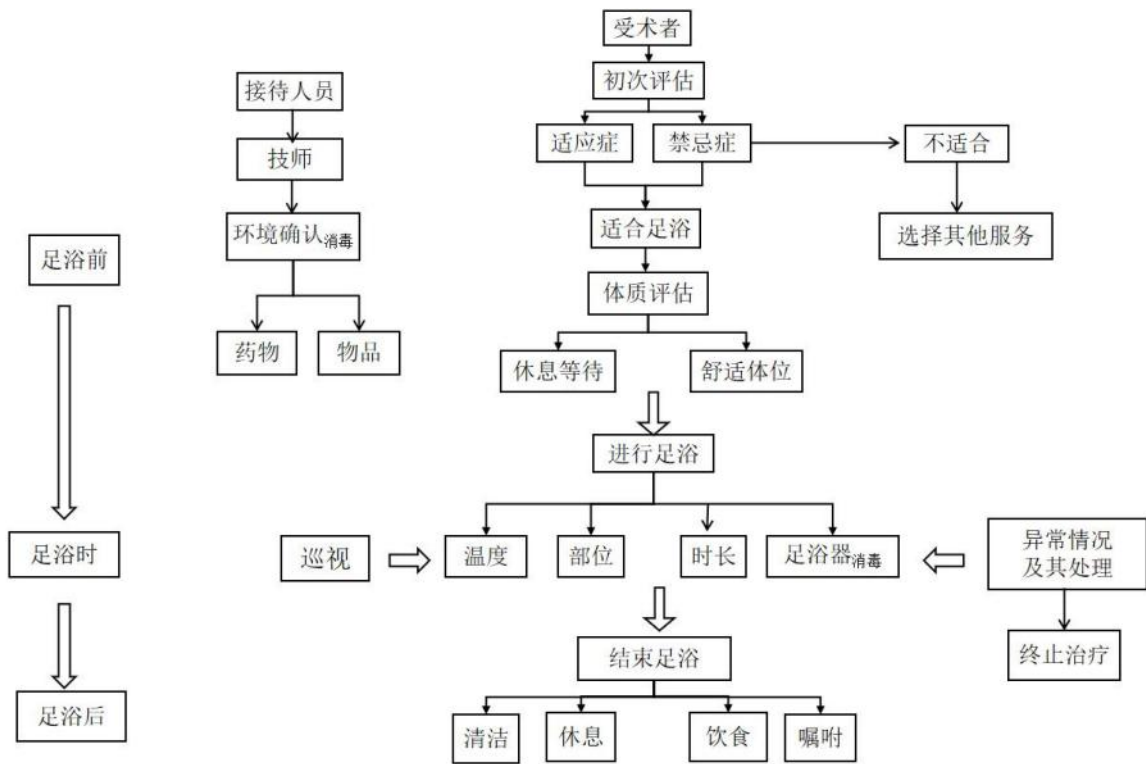 受术者
初次评估
接待人员
适应症
禁忌症
不适合
技师
环境确认消毒
适合足浴
选择其他服务
足浴前
体质评估
药物
物品
休息等待
舒适体位
进行足浴
足浴时
巡视
温度
部位
时长
足浴器消毒
异常情况
及其处理
结束足浴
终止治疗
足浴后
清洁
休息
饮食
嘱咐